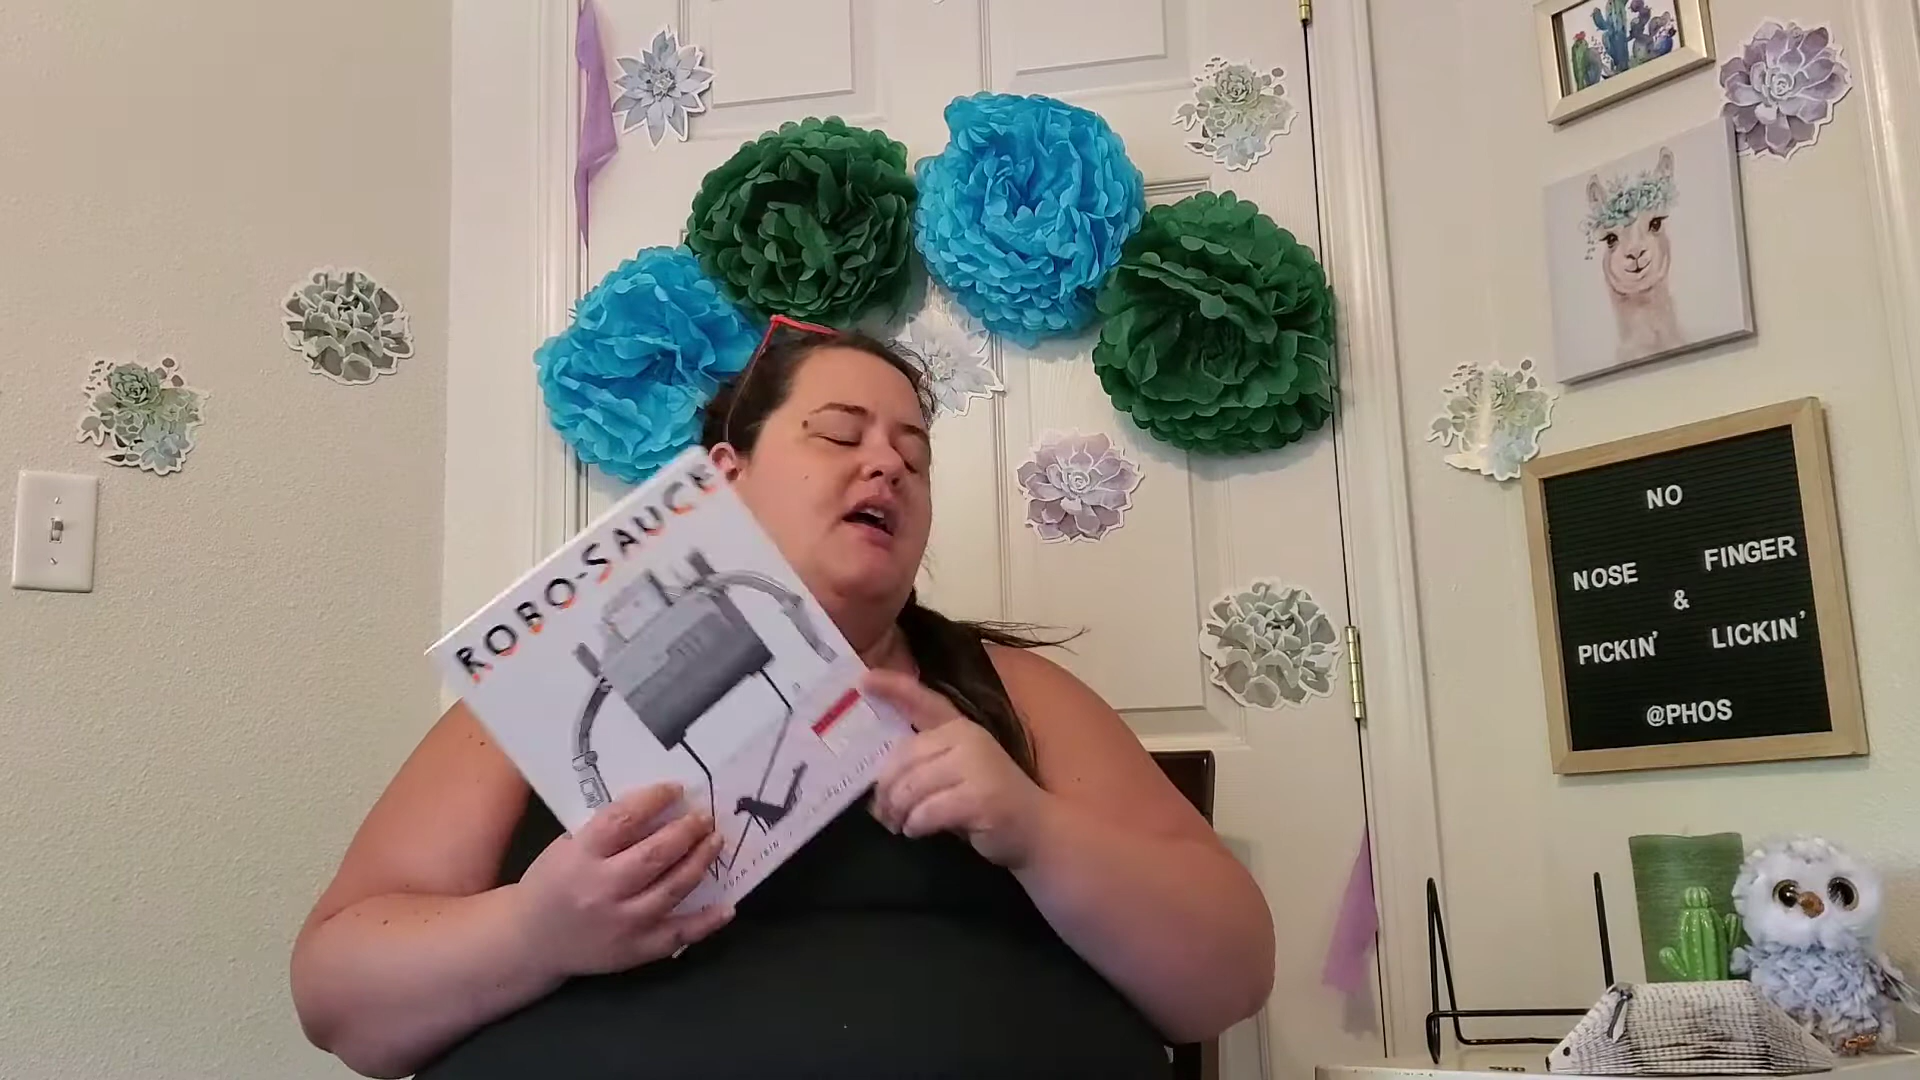 ROBO-SAUCE
NO
NOSE
&
PICKIN'
FINGER
LICKIN'
@PHOS